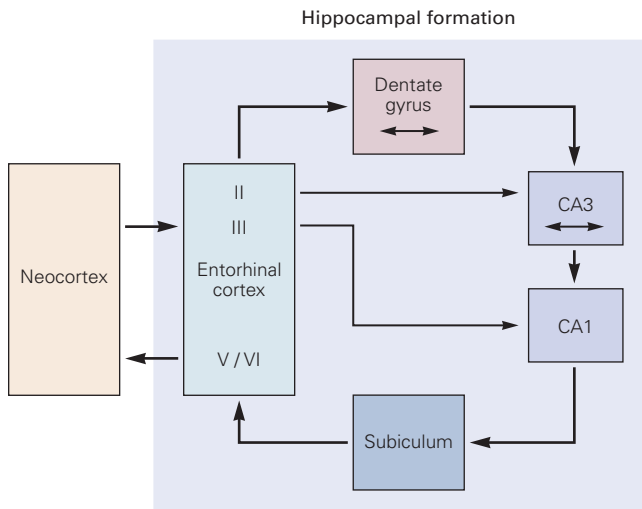 Hippocampal formation
Dentate
gyrus
II
III
Entorhinal
cortex
V / VI
Neocortex
CA3
CA1
Subiculum